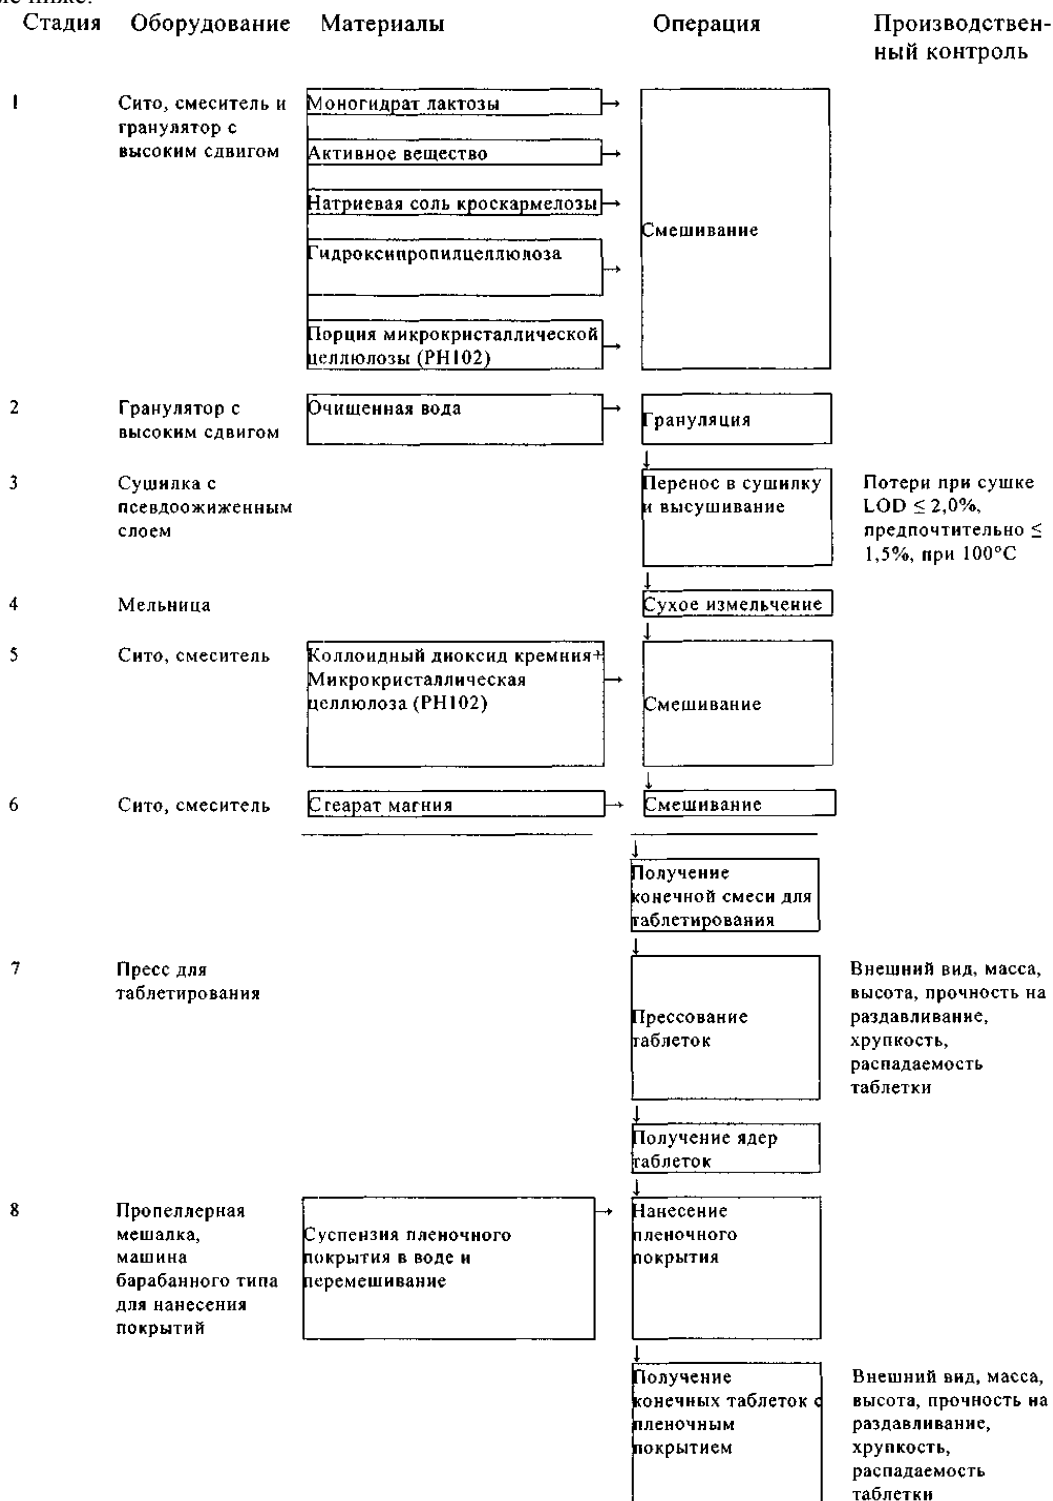 Стадия Оборудование Материалы Операция Производствен-
ный контроль
1 Сито, смеситель и
гранулятор с
высоким сдвигом
Моногидрат лактозы →
Активное вещество →
Натриевая соль кроскармелозы →
Гидроксипропилцеллюлоза →
Порция микрокристаллической
целлюлозы (PH102) →
Смешивание
2 Гранулятор с
высоким сдвигом
Очищенная вода →
Грануляция
3 Сушилка с
псевдоожиженным
слоем
Перенос в сушилку
и высушивание
Потери при сушке
LOD ≤ 2,0%,
предпочтительно ≤
1,5%, при 100°C
4 Мельница
Сухое измельчение
5 Сито, смеситель
Коллоидный диоксид кремния+
Микрокристаллическая
целлюлоза (PH102) →
Смешивание
6 Сито, смеситель
Стеарат магния →
Смешивание
Получение
конечной смеси для
таблетирования
7 Пресс для
таблетирования
Прессование
таблеток
Внешний вид, масса,
высота, прочность на
раздавливание,
хрупкость,
распадаемость
таблетки
Получение ядер
таблеток
8 Пропеллерная
мешалка,
машина
барабанного типа
для нанесения
покрытий
Суспензия пленочного
покрытия в воде и
перемешивание →
Нанесение
пленочного
покрытия
Получение
конечных таблеток с
пленочным
покрытием
Внешний вид, масса,
высота, прочность на
раздавливание,
хрупкость,
распадаемость
таблетки